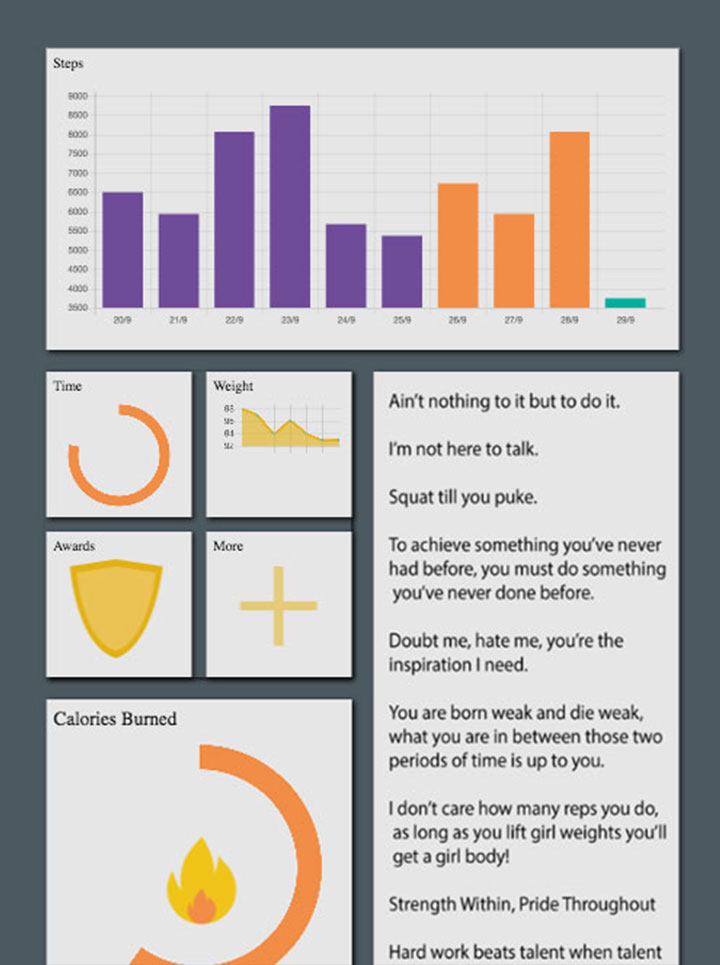 Steps
9000
8500
8000
7500
7000
6500
6000
5500
5000
4500
4000
3500
20/9 21/9 22/9 23/9 24/9 25/9 26/9 27/9 28/9 29/9
Time
Weight
Awards
More
Calories Burned
Ain't nothing to it but to do it.
I'm not here to talk.
Squat till you puke.
To achieve something you've never
had before, you must do something
you've never done before.
Doubt me, hate me, you're the
inspiration I need.
You are born weak and die weak,
what you are in between those two
periods of time is up to you.
I don't care how many reps you do,
as long as you lift girl weights you'll
get a girl body!
Strength Within, Pride Throughout
Hard work beats talent when talent